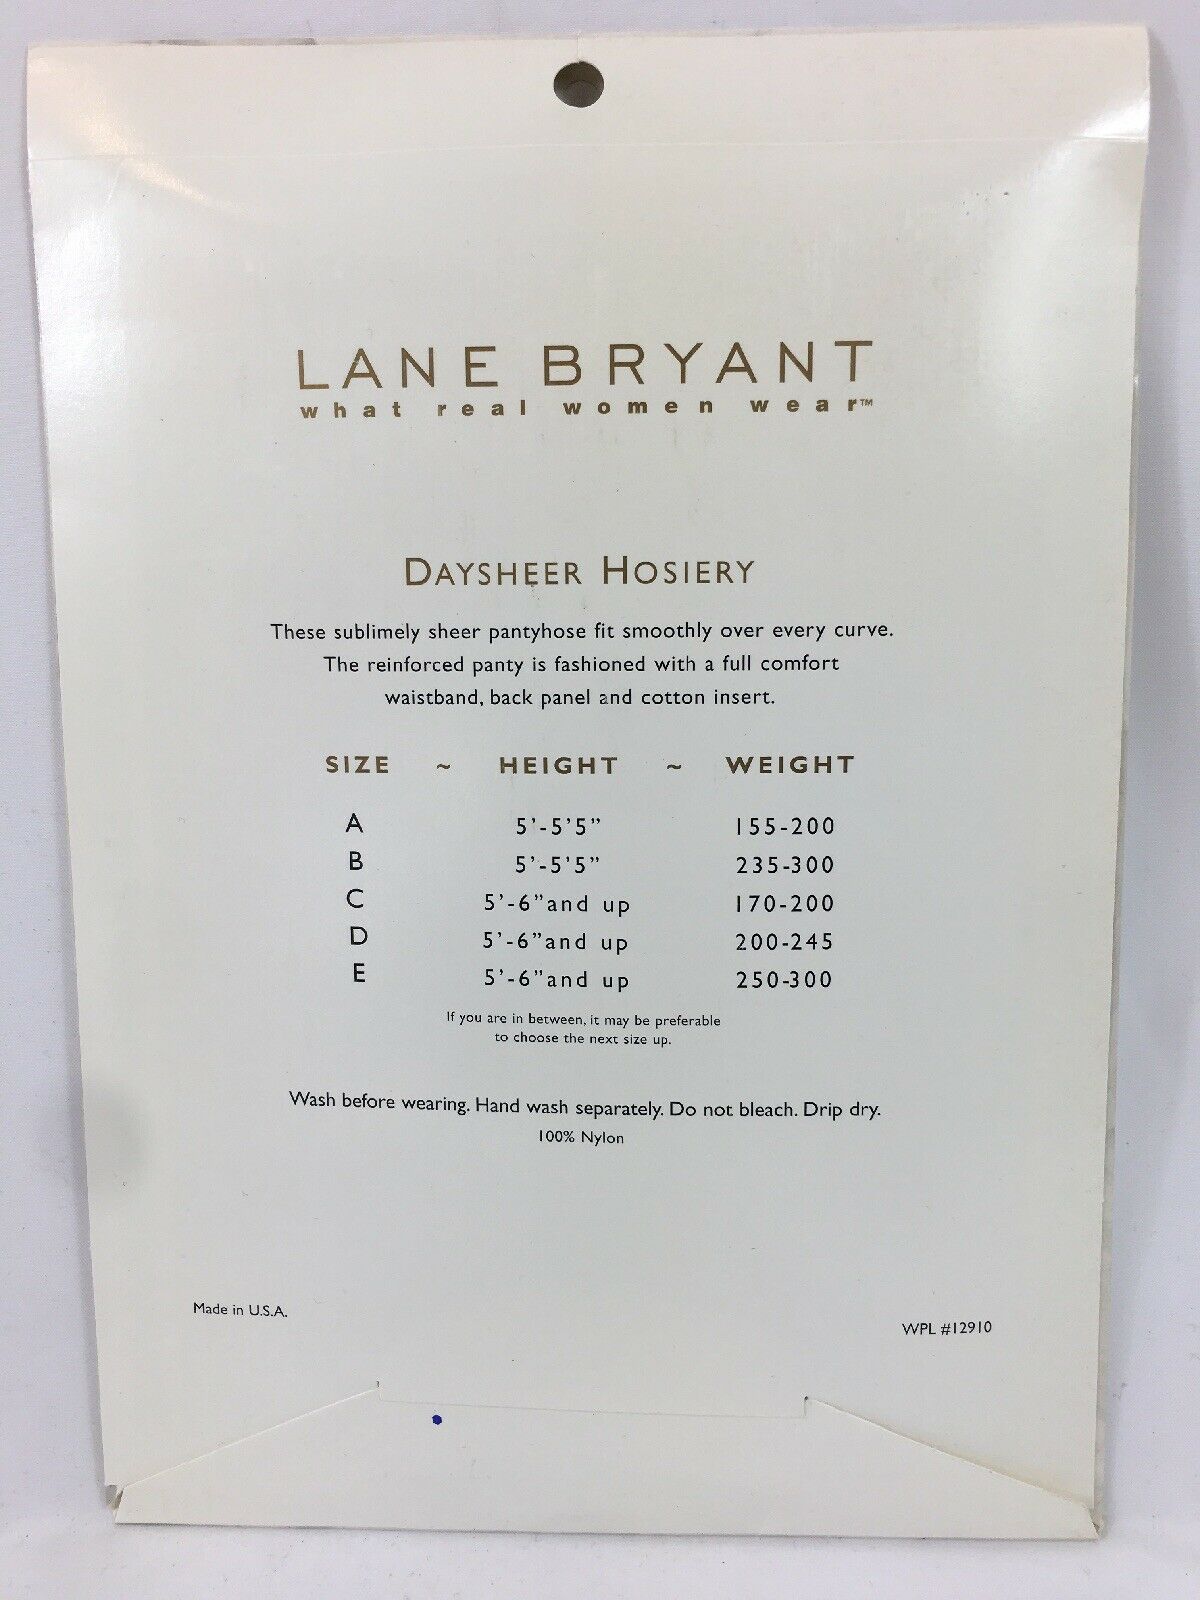 LANE BRYANT
what real women wear™
DAYSHEER HOSIERY
These sublimely sheer pantyhose fit smoothly over every curve.
The reinforced panty is fashioned with a full comfort
waistband, back panel and cotton insert.
SIZE ~ HEIGHT ~ WEIGHT
A 5'-5'5" 155-200
B 5'-5'5" 235-300
C 5'-6"and up 170-200
D 5'-6"and up 200-245
E 5'-6"and up 250-300
If you are in between, it may be preferable
to choose the next size up.
Wash before wearing. Hand wash separately. Do not bleach. Drip dry.
100% Nylon
Made in U.S.A.
WPL #12910